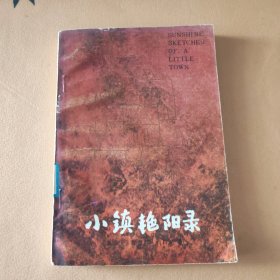 SUNSHINE
SKETCHES
OF A
LITTLE
TOWN
小镇艳阳录